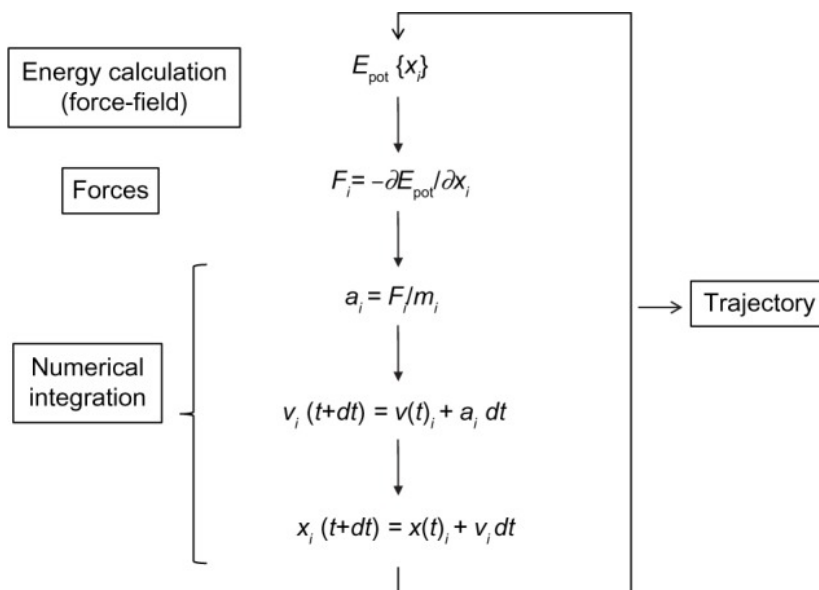 Energy calculation
(force-field)
E_pot {x_i}
Forces
F_i = −∂E_pot/∂x_i
a_i = F_i/m_i
Numerical
integration
v_i (t+dt) = v(t)_i + a_i dt
x_i (t+dt) = x(t)_i + v_i dt
Trajectory